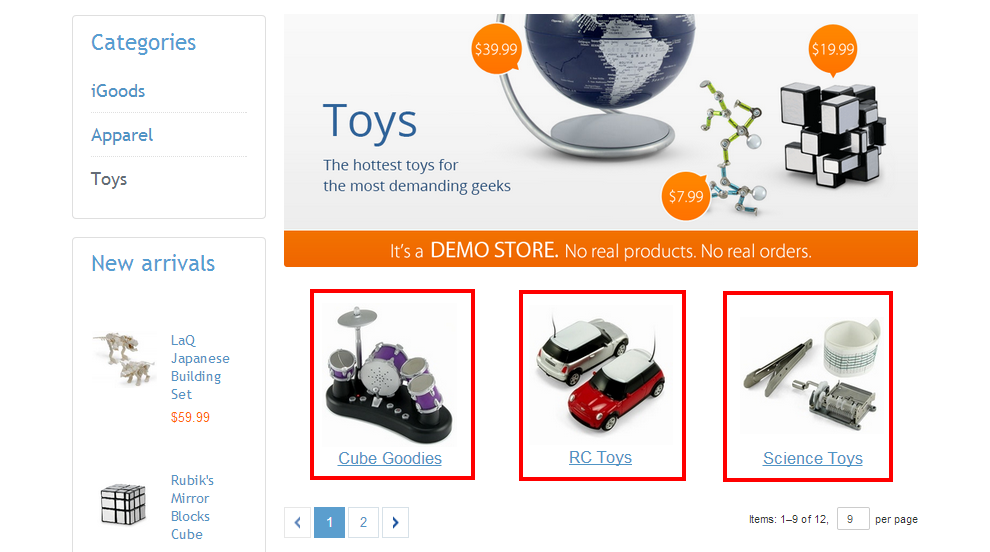 Categories
iGoods
Apparel
Toys
New arrivals
LaQ
Japanese
Building
Set
$59.99
Rubik's
Mirror
Blocks
Cube
$39.99
$19.99
Toys
The hottest toys for
the most demanding geeks
$7.99
It's a DEMO STORE. No real products. No real orders.
Cube Goodies
RC Toys
Science Toys
‹ 1 2 ›
Items: 1–9 of 12, 9 per page